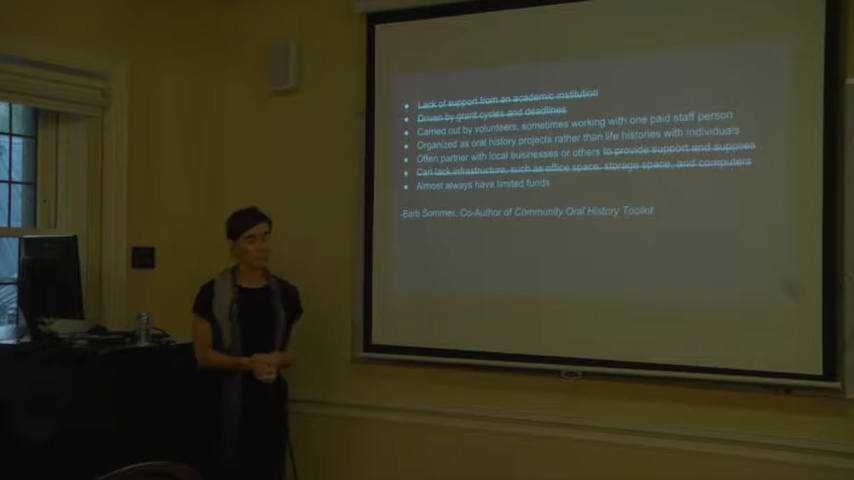 • Lack of support from an academic institution
• Driven by grant cycles and deadlines
• Carried out by volunteers, sometimes working with one paid staff person
• Organized as oral history projects rather than life histories with individuals
• Often partner with local businesses or others to provide support and supplies
• Can lack infrastructure, such as office space, storage space, and computers
• Almost always have limited funds
-Barb Sommer, Co-Author of Community Oral History Toolkit